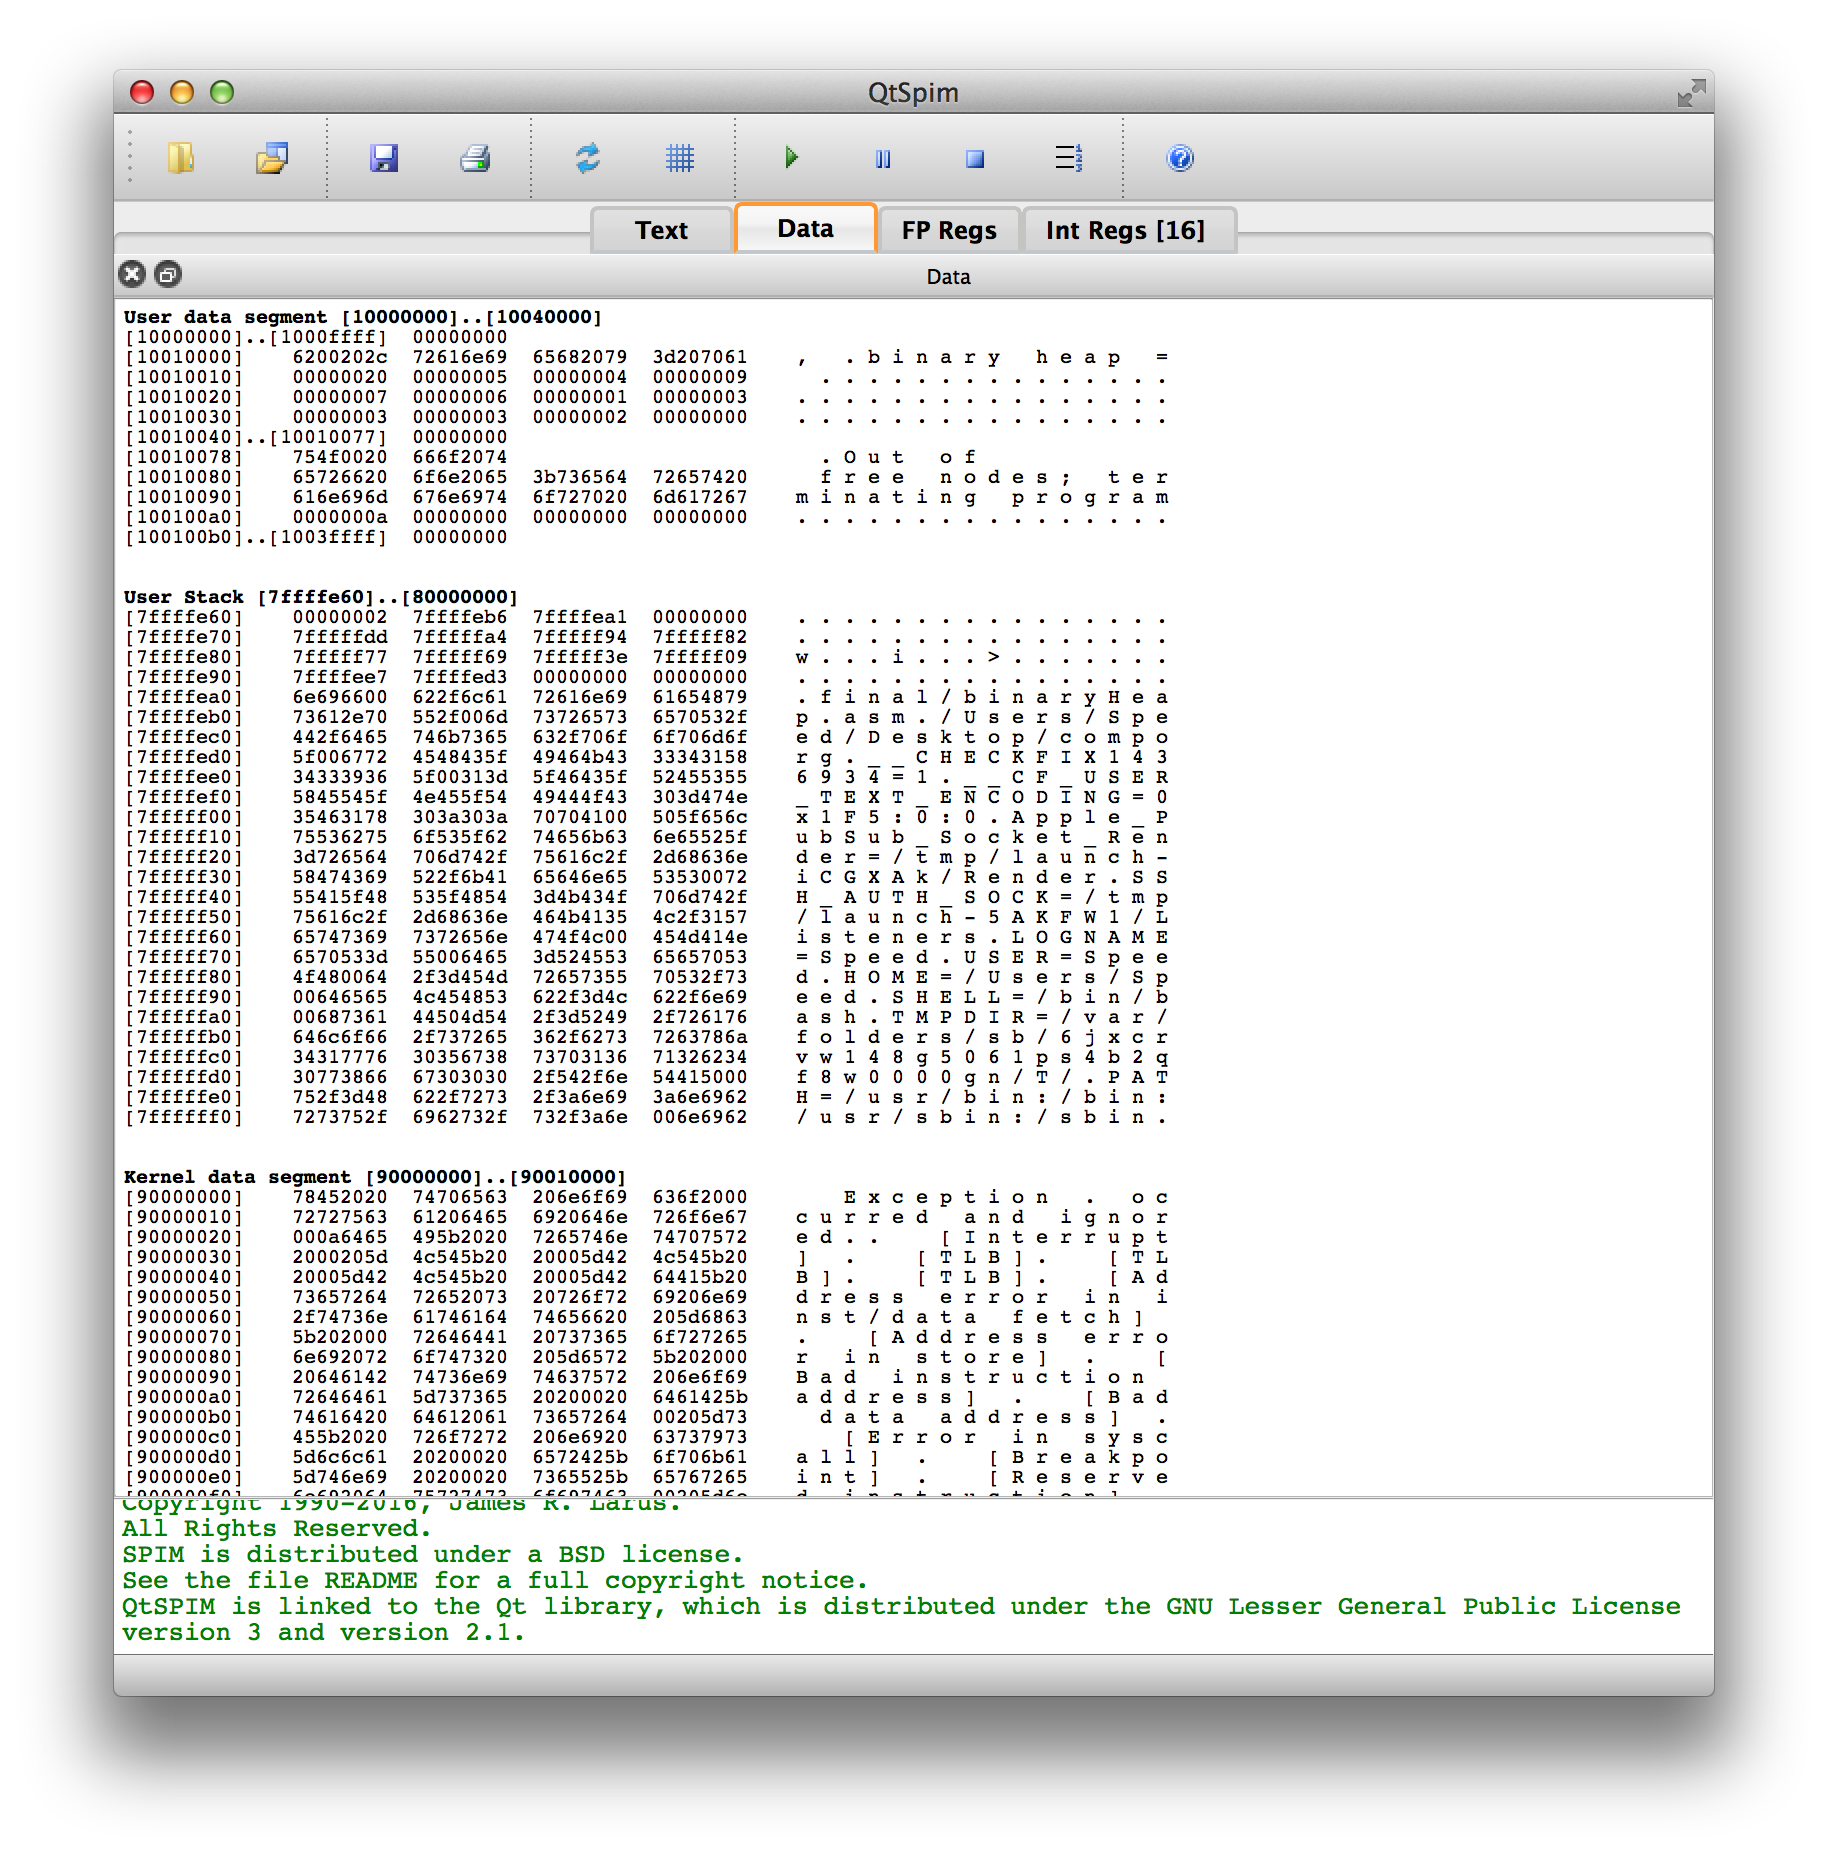 QtSpim
Text Data FP Regs Int Regs [16]
Data
User data segment [10000000]..[10040000]
[10000000]..[1000ffff]  00000000
[10010000]    6200202c  72616e69  65682079  3d207061    ,   . b i n a r y   h e a p   =
[10010010]    00000020  00000005  00000004  00000009      . . . . . . . . . . . . . . .
[10010020]    00000007  00000006  00000001  00000003    . . . . . . . . . . . . . . . .
[10010030]    00000003  00000003  00000002  00000000    . . . . . . . . . . . . . . . .
[10010040]..[10010077]  00000000
[10010078]    754f0020  666f2074                          . O u t   o f
[10010080]    65726620  6f6e2065  3b736564  72657420      f r e e   n o d e s ;   t e r
[10010090]    616e696d  676e6974  6f727020  6d617267    m i n a t i n g   p r o g r a m
[100100a0]    0000000a  00000000  00000000  00000000    . . . . . . . . . . . . . . . .
[100100b0]..[1003ffff]  00000000
User Stack [7ffffe60]..[80000000]
[7ffffe60]    00000002  7ffffeb6  7ffffea1  00000000    . . . . . . . . . . . . . . . .
[7ffffe70]    7fffffdd  7fffffa4  7fffff94  7fffff82    . . . . . . . . . . . . . . . .
[7ffffe80]    7fffff77  7fffff69  7fffff3e  7fffff09    w . . . i . . . > . . . . . . .
[7ffffe90]    7ffffee7  7ffffed3  00000000  00000000    . . . . . . . . . . . . . . . .
[7ffffea0]    6e696600  622f6c61  72616e69  61654879    . f i n a l / b i n a r y H e a
[7ffffeb0]    73612e70  552f006d  73726573  6570532f    p . a s m . / U s e r s / S p e
[7ffffec0]    442f6465  746b7365  632f706f  6f706d6f    e d / D e s k t o p / c o m p o
[7ffffed0]    5f006772  4548435f  49464b43  33343158    r g . _ _ C H E C K F I X 1 4 3
[7ffffee0]    34333936  5f00313d  5f46435f  52455355    6 9 3 4 = 1 . _ _ C F _ U S E R
[7ffffef0]    5845545f  4e455f54  49444f43  303d474e    _ T E X T _ E N C O D I N G = 0
[7fffff00]    35463178  303a303a  70704100  505f656c    x 1 F 5 : 0 : 0 . A p p l e _ P
[7fffff10]    75536275  6f535f62  74656b63  6e65525f    u b S u b _ S o c k e t _ R e n
[7fffff20]    3d726564  706d742f  75616c2f  2d68636e    d e r = / t m p / l a u n c h -
[7fffff30]    58474369  522f6b41  65646e65  53530072    i C G X A k / R e n d e r . S S
[7fffff40]    55415f48  535f4854  3d4b434f  706d742f    H _ A U T H _ S O C K = / t m p
[7fffff50]    75616c2f  2d68636e  464b4135  4c2f3157    / l a u n c h - 5 A K F W 1 / L
[7fffff60]    65747369  7372656e  474f4c00  454d414e    i s t e n e r s . L O G N A M E
[7fffff70]    6570533d  55006465  3d524553  65657053    = S p e e d . U S E R = S p e e
[7fffff80]    4f480064  2f3d454d  72657355  70532f73    d . H O M E = / U s e r s / S p
[7fffff90]    00646565  4c454853  622f3d4c  622f6e69    e e d . S H E L L = / b i n / b
[7fffffa0]    00687361  44504d54  2f3d5249  2f726176    a s h . T M P D I R = / v a r /
[7fffffb0]    646c6f66  2f737265  362f6273  7263786a    f o l d e r s / s b / 6 j x c r
[7fffffc0]    34317776  30356738  73703136  71326234    v w 1 4 8 g 5 0 6 1 p s 4 b 2 q
[7fffffd0]    30773866  67303030  2f542f6e  54415000    f 8 w 0 0 0 0 g n / T / . P A T
[7fffffe0]    752f3d48  622f7273  2f3a6e69  3a6e6962    H = / u s r / b i n : / b i n :
[7ffffff0]    7273752f  6962732f  732f3a6e  006e6962    / u s r / s b i n : / s b i n .
Kernel data segment [90000000]..[90010000]
[90000000]    78452020  74706563  206e6f69  636f2000        E x c e p t i o n   .   o c
[90000010]    72727563  61206465  6920646e  726f6e67    c u r r e d   a n d   i g n o r
[90000020]    000a6465  495b2020  7265746e  74707572    e d . .     [ I n t e r r u p t
[90000030]    2000205d  4c545b20  20005d42  4c545b20    ]   .     [ T L B ] .     [ T L
[90000040]    20005d42  4c545b20  20005d42  64415b20    B ] .     [ T L B ] .     [ A d
[90000050]    73657264  72652073  20726f72  69206e69    d r e s s   e r r o r   i n   i
[90000060]    2f74736e  61746164  74656620  205d6863    n s t / d a t a   f e t c h ]
[90000070]    5b202000  72646441  20737365  6f727265    .     [ A d d r e s s   e r r o
[90000080]    6e692072  6f747320  205d6572  5b202000    r   i n   s t o r e ]   .     [
[90000090]    20646142  74736e69  74637572  206e6f69    B a d   i n s t r u c t i o n
[900000a0]    72646461  5d737365  20200020  6461425b    a d d r e s s ]   .     [ B a d
[900000b0]    74616420  64612061  73657264  00205d73      d a t a   a d d r e s s ]   .
[900000c0]    455b2020  726f7272  206e6920  63737973        [ E r r o r   i n   s y s c
[900000d0]    5d6c6c61  20200020  6572425b  6f706b61    a l l ]   .     [ B r e a k p o
[900000e0]    5d746e69  20200020  7365525b  65767265    i n t ]   .     [ R e s e r v e
[900000f0]    6e692064  75727473  6f697463  00205d6e    d   i n s t r u c t i o n ]
Copyright 1990-2016, James R. Larus.
All Rights Reserved.
SPIM is distributed under a BSD license.
See the file README for a full copyright notice.
QtSPIM is linked to the Qt library, which is distributed under the GNU Lesser General Public License
version 3 and version 2.1.